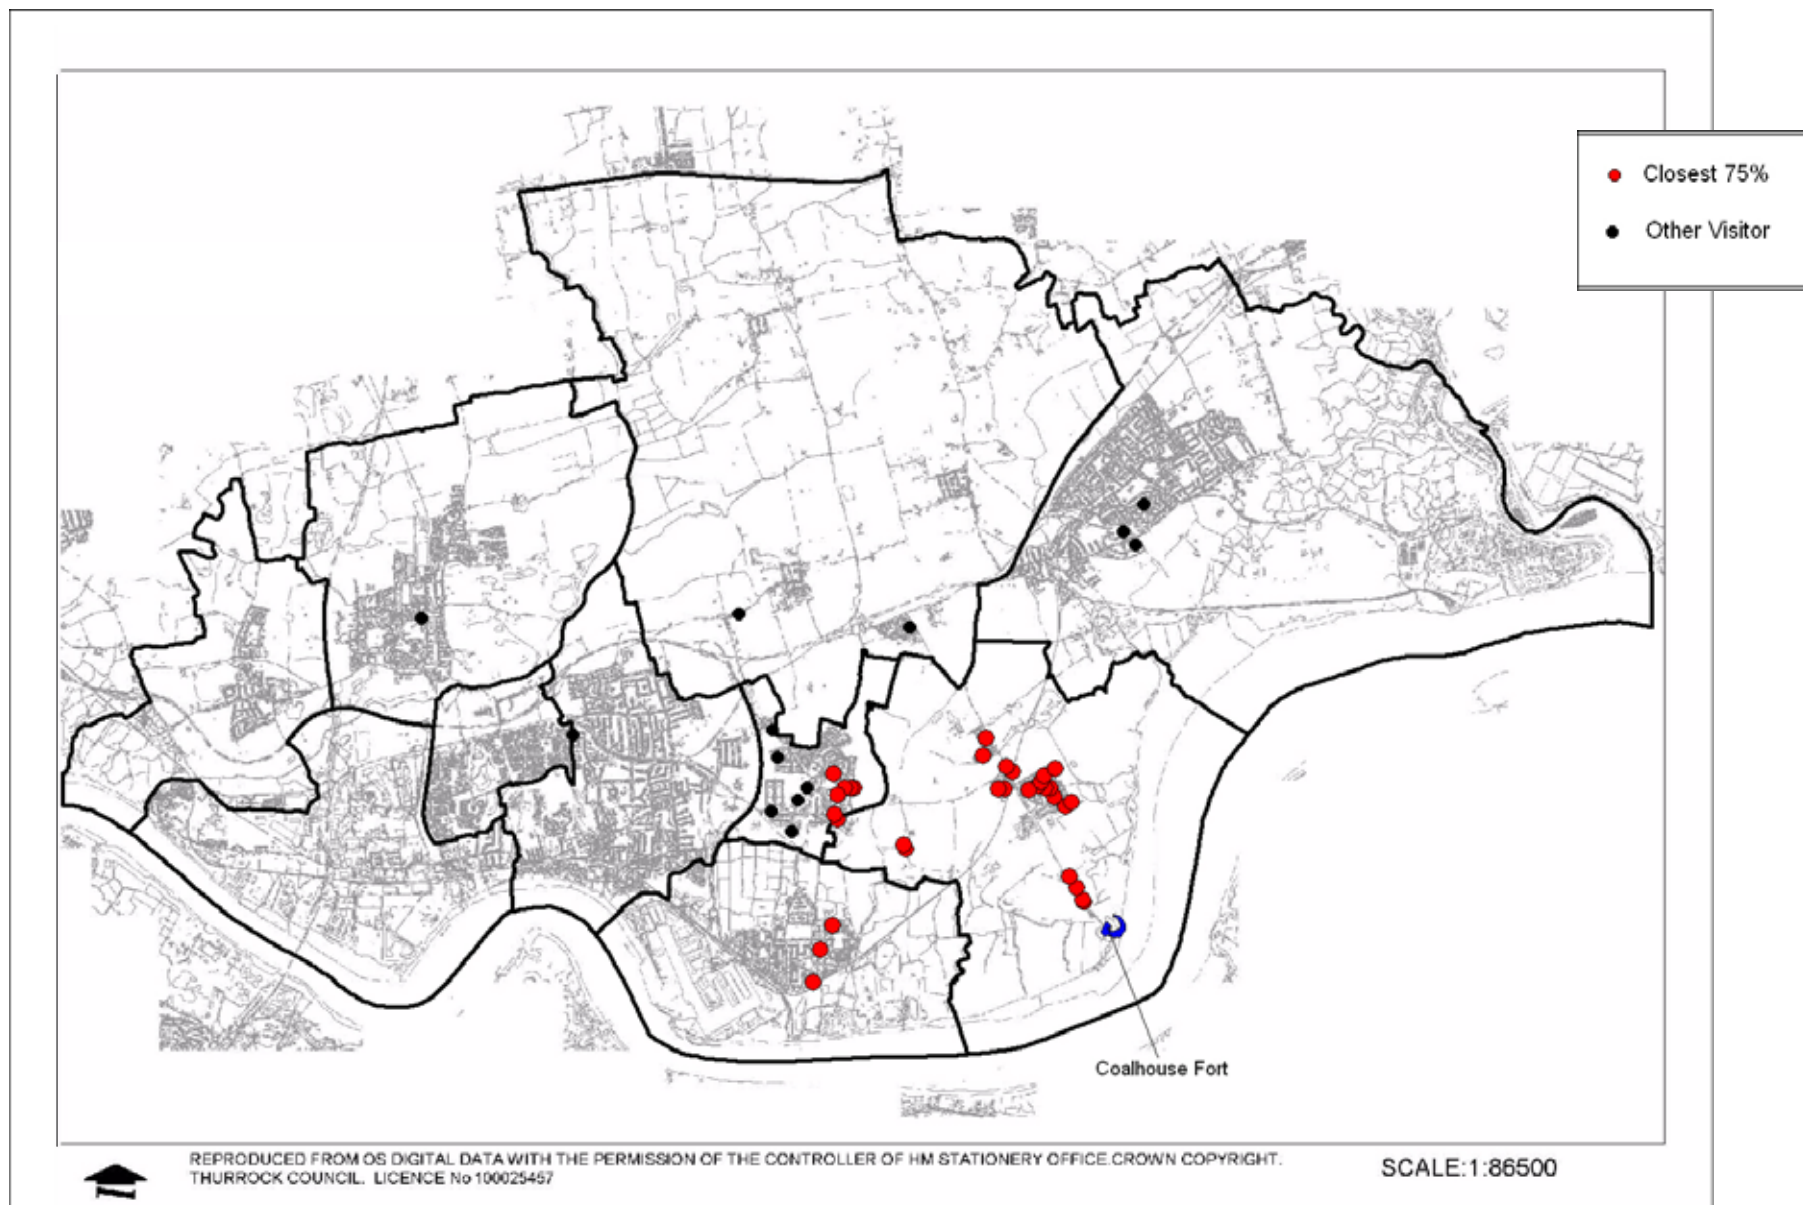 Closest 75%
Other Visitor
Coalhouse Fort
REPRODUCED FROM OS DIGITAL DATA WITH THE PERMISSION OF THE CONTROLLER OF HM STATIONERY OFFICE.CROWN COPYRIGHT.
THURROCK COUNCIL. LICENCE No 100025457
SCALE:1:86500